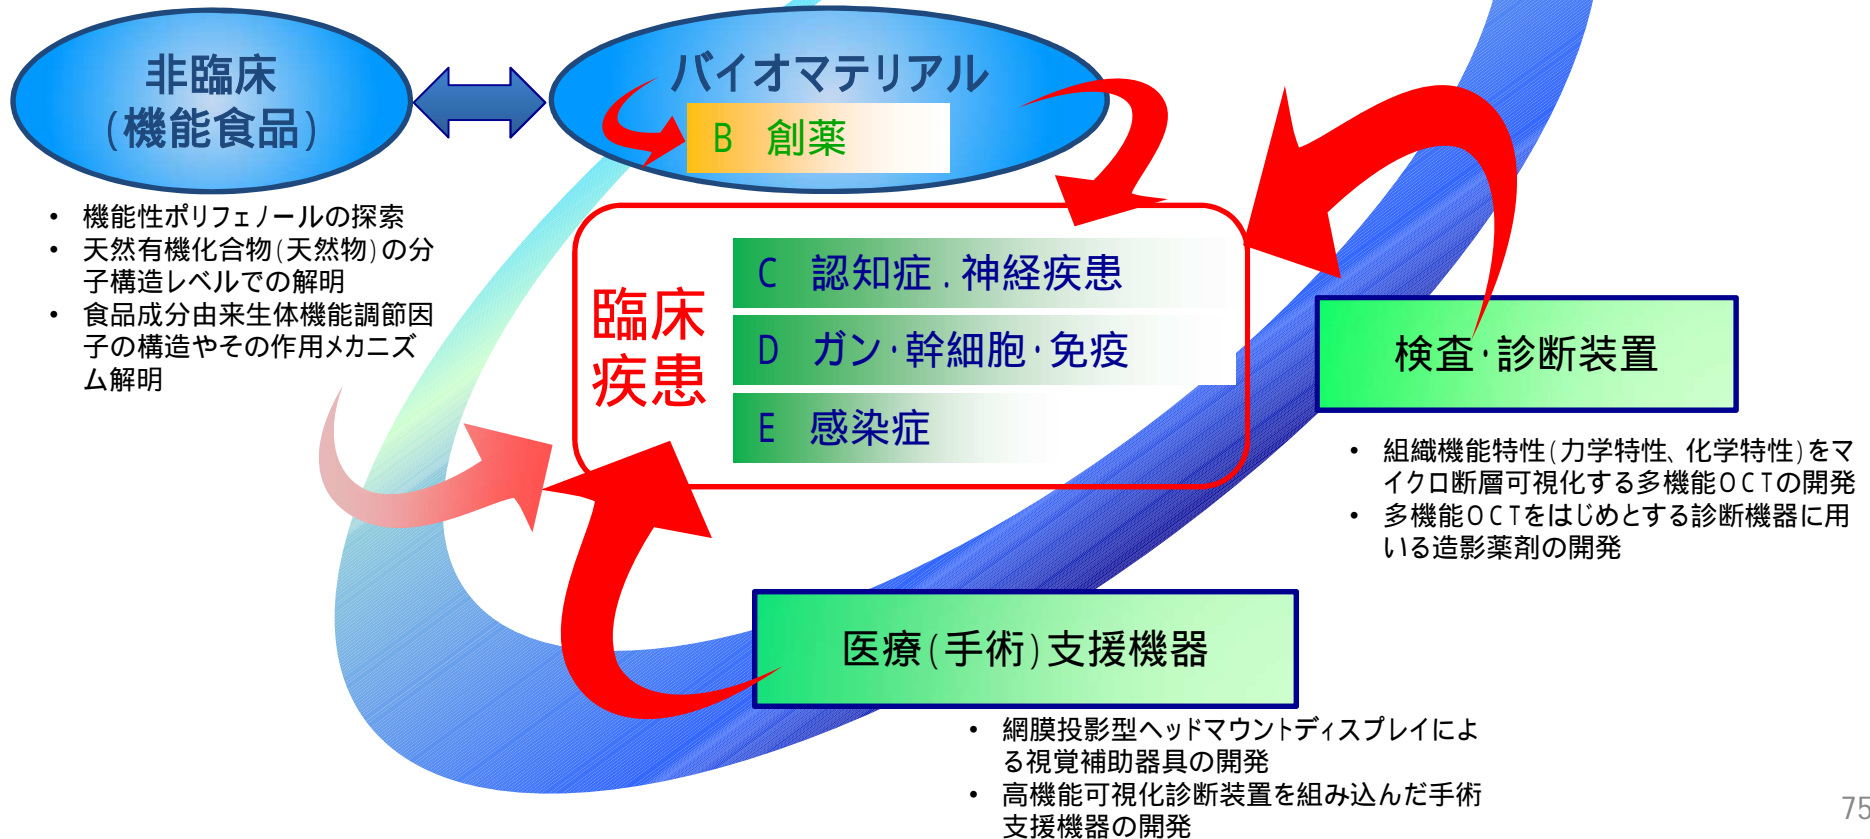 非臨床
(機能食品)
バイオマテリアル
B 創薬
• 機能性ポリフェノールの探索
• 天然有機化合物(天然物)の分
子構造レベルでの解明
• 食品成分由来生体機能調節因
子の構造やその作用メカニズ
ム解明
臨床
疾患
C 認知症．神経疾患
D ガン・幹細胞・免疫
E 感染症
検査・診断装置
• 組織機能特性(力学特性、化学特性)をマ
イクロ断層可視化する多機能OCTの開発
• 多機能OCTをはじめとする診断機器に用
いる造影薬剤の開発
医療(手術)支援機器
• 網膜投影型ヘッドマウントディスプレイによ
る視覚補助器具の開発
• 高機能可視化診断装置を組み込んだ手術
支援機器の開発
75